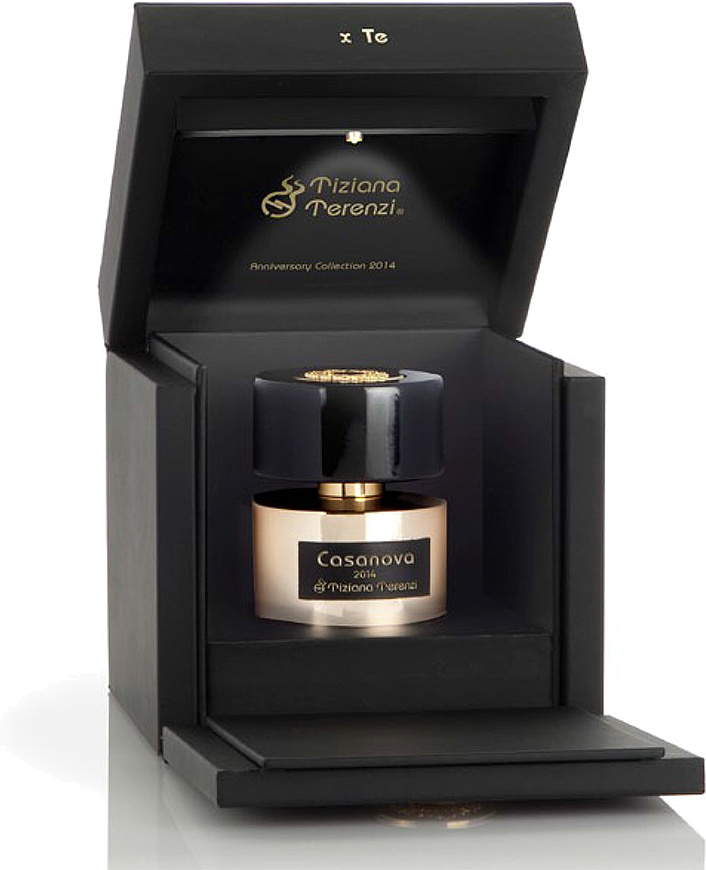 x Te
Tiziana
Terenzi®
Anniversary Collection 2014
Casanova
2014
Tiziana Terenzi